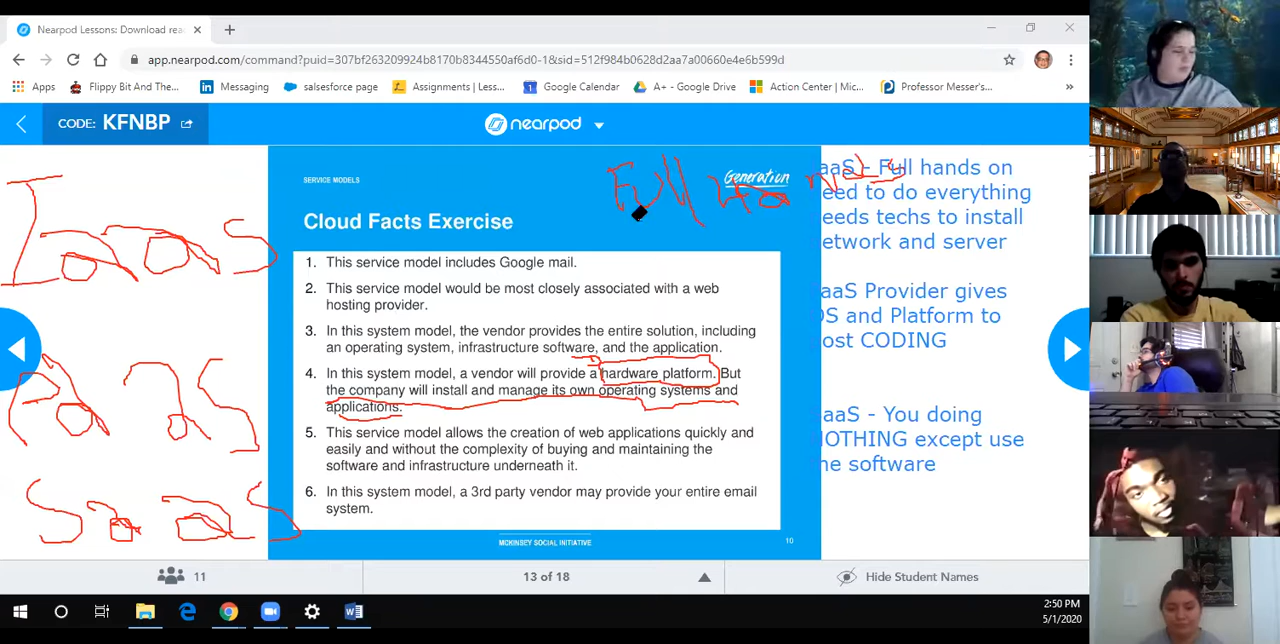 Nearpod Lessons: Download rea
app.nearpod.com/command?puid=307bf263209924b8170b8344550af6d0-1&sid=512f984b0628d2aa7a00660e4e6b599d
Apps
Flippy Bit And The...
Messaging
salesforce page
Assignments | Less...
Google Calendar
A+ - Google Drive
Action Center | Mic...
Professor Messer's...
»
CODE: KFNBP
nearpod
SERVICE MODELS
Generation
Full
Cloud Facts Exercise
1. This service model includes Google mail.
2. This service model would be most closely associated with a web
hosting provider.
3. In this system model, the vendor provides the entire solution, including
an operating system, infrastructure software, and the application.
4. In this system model, a vendor will provide a hardware platform. But
the company will install and manage its own operating systems and
applications.
5. This service model allows the creation of web applications quickly and
easily and without the complexity of buying and maintaining the
software and infrastructure underneath it.
6. In this system model, a 3rd party vendor may provide your entire email
system.
MCKINSEY SOCIAL INITIATIVE
10
Iaas
Paas
Saas
aaS - Full hands on
eed to do everything
eeds techs to install
etwork and server
aaS Provider gives
OS and Platform to
ost CODING
aaS - You doing
NOTHING except use
he software
11
13 of 18
Hide Student Names
2:50 PM
5/1/2020